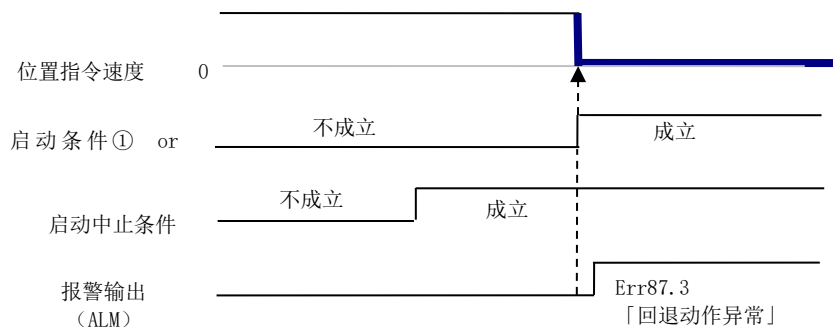 位置指令速度 0
不成立
启动条件① or 成立
不成立
启动中止条件 成立
报警输出 Err87.3
(ALM) 「回退动作异常」